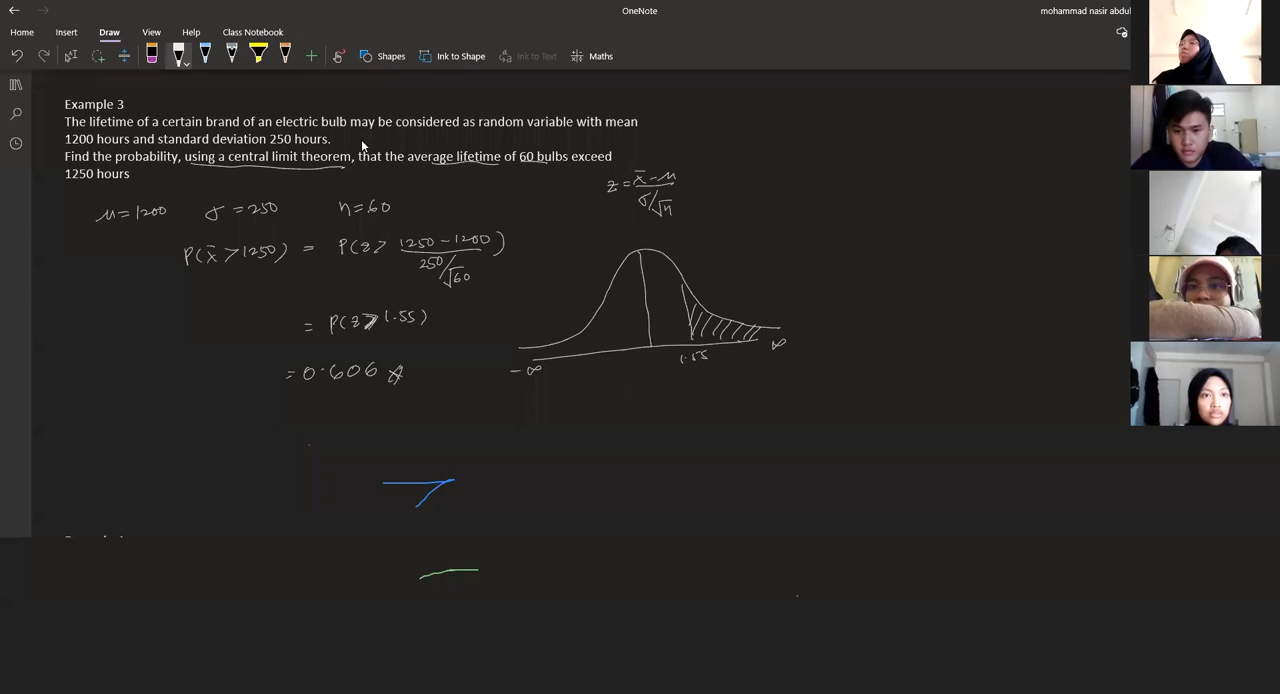 OneNote
mohammad nasir abdul
Home Insert Draw View Help Class Notebook
Shapes Ink to Shape Ink to Text Maths
Example 3
The lifetime of a certain brand of an electric bulb may be considered as random variable with mean
1200 hours and standard deviation 250 hours.
Find the probability, using a central limit theorem, that the average lifetime of 60 bulbs exceed
1250 hours
z = x̄ - μ / σ/√n
μ = 1200 σ = 250 n = 60
P(x̄ > 1250) = P(z > 1250 - 1200 / 250/√60)
= P(z > 1.55)
1.55 ∞
= 0.606
-∞